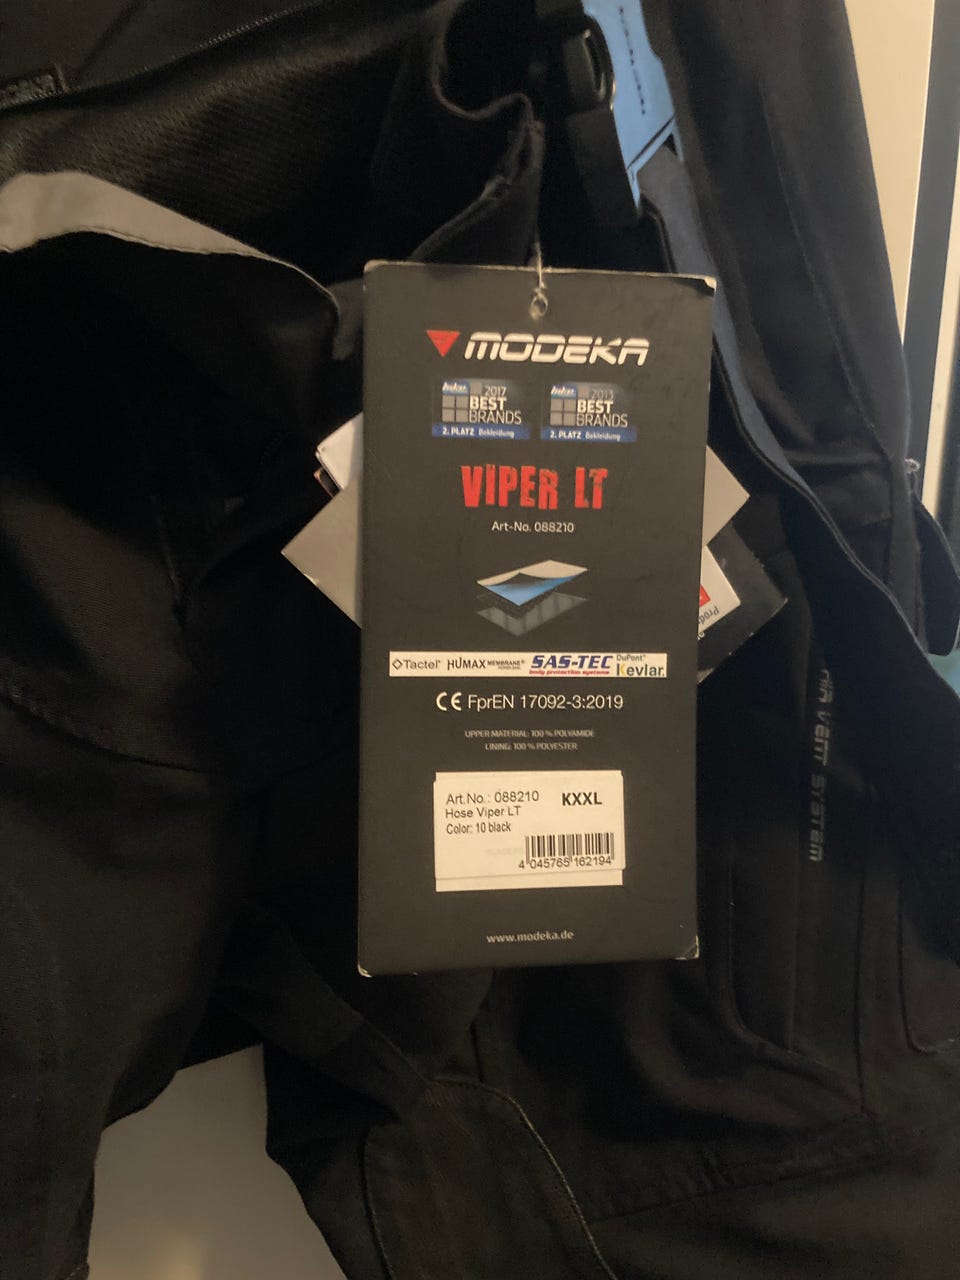 MODEKA
2017
BEST
BRANDS
2. PLATZ Bekleidung
2013
BEST
BRANDS
2. PLATZ Bekleidung
VIPER LT
Art-No. 088210
Tactel® HUMAX MEMBRANE® SAS-TEC body protection systems DuPont™ Kevlar.
CE FprEN 17092-3:2019
UPPER MATERIAL: 100 % POLYAMIDE
LINING: 100 % POLYESTER
Art.No.: 088210 KXXL
Hose Viper LT
Color: 10 black
4 045765 162194
www.modeka.de
AIR VENT SYSTEM